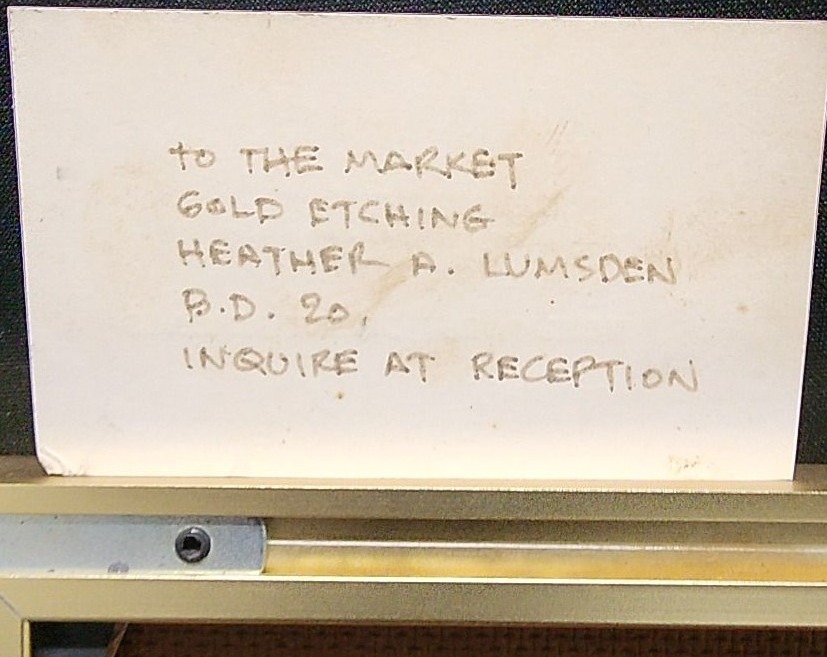 to THE MARKET
GOLD ETCHING
HEATHER A. LUMSDEN
B.D. 20.
INQUIRE AT RECEPTION